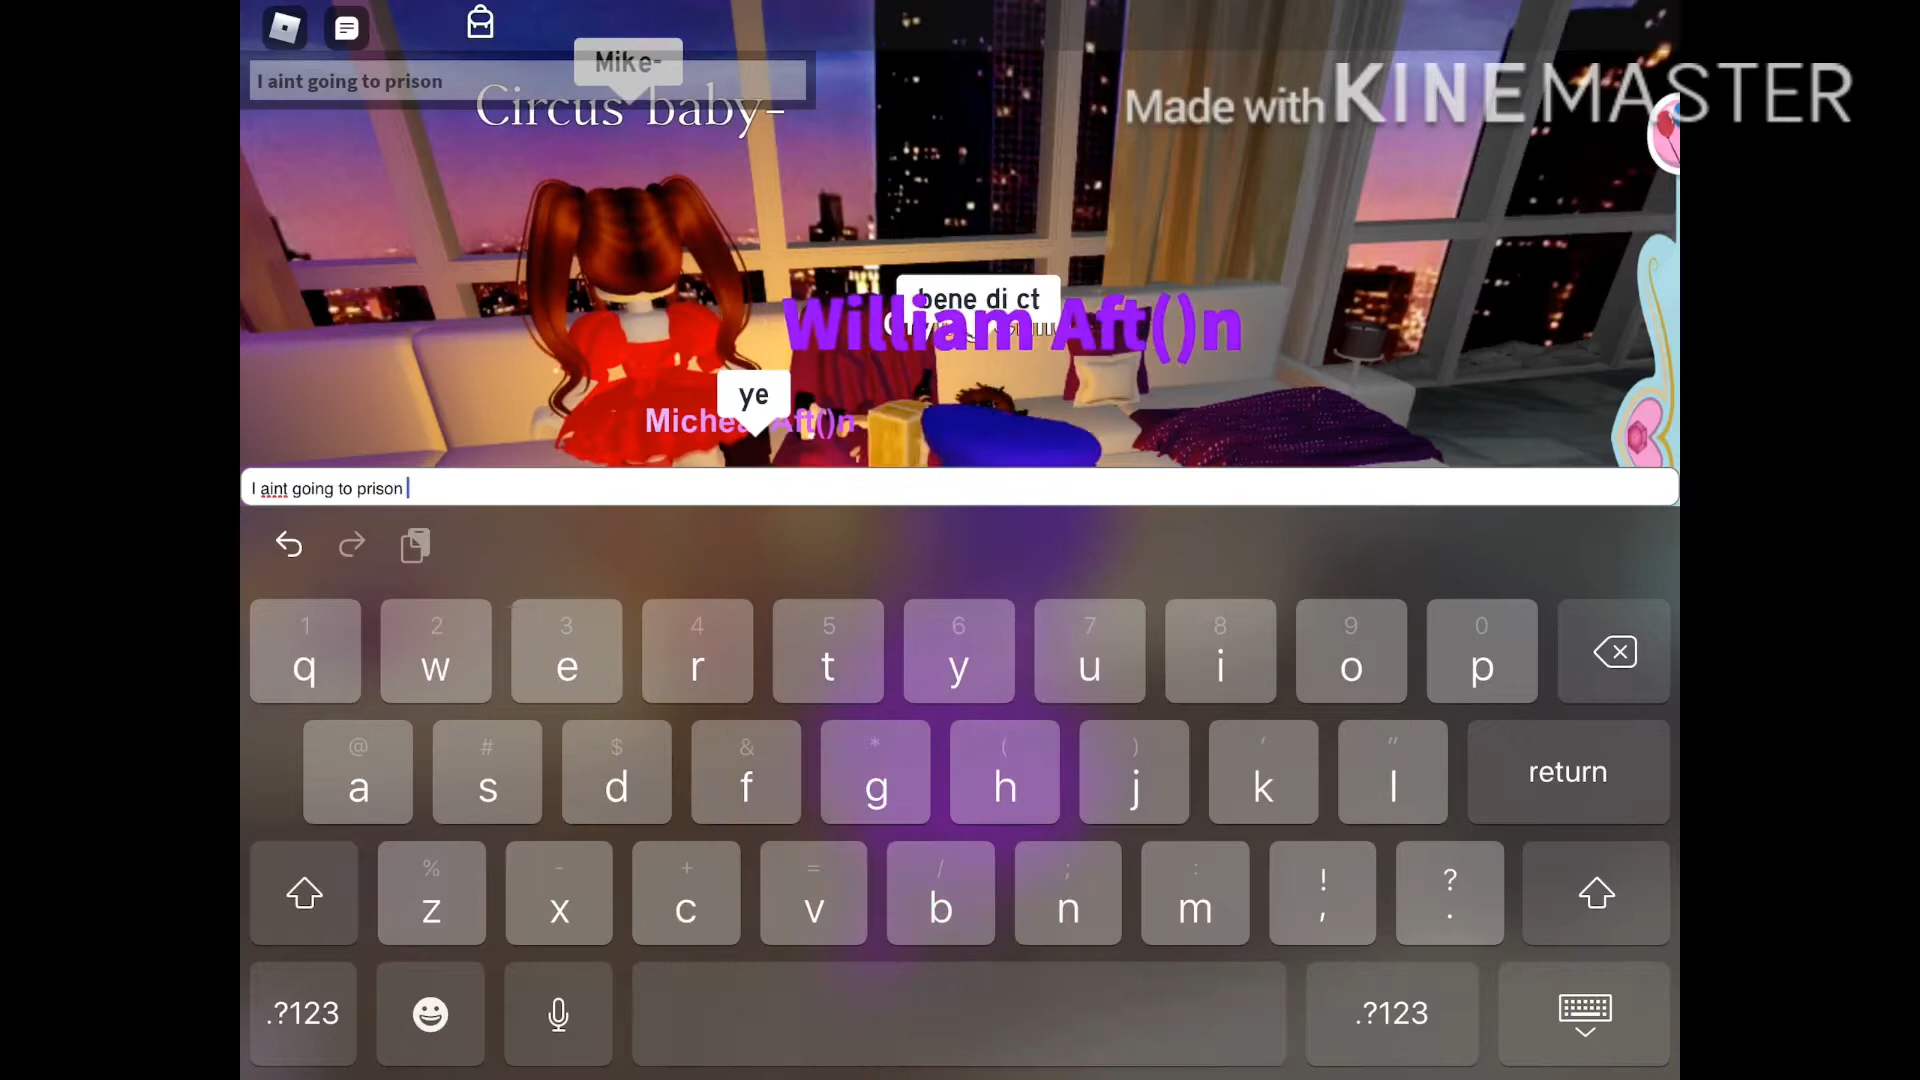 Mike-
I aint going to prison
Circus baby-
Made with KINEMASTER
bene di ct
William Aft()n
ye
Micheal Aft()n
I aint going to prison
1 2 3 4 5 6 7 8 9 0
q w e r t y u i o p
@ # $ & * ( ) ' "
a s d f g h j k l return
% - + = / ; : ! ?
z x c v b n m , .
.?123 .?123